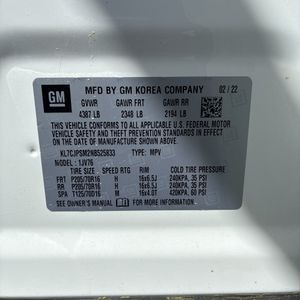 GM
MFD BY GM KOREA COMPANY
GVWR GAWR FRT GAWR RR 02 / 22
4387 LB 2348 LB 2194 LB
THIS VEHICLE CONFORMS TO ALL APPLICABLE U.S. FEDERAL MOTOR
VEHICLE SAFETY, BUMPER AND THEFT PREVENTION STANDARDS
IN EFFECT ON THE DATE OF MANUFACTURE SHOWN ABOVE.
KL7CJPSM2NB525833 TYPE: MPV
MODEL: 1JV76
TIRE SIZE SPEED RTG RIM COLD TIRE PRESSURE
FRT P205/70R16 H 16x6.5J 240KPA, 35 PSI
RR P205/70R16 H 16x6.5J 240KPA, 35 PSI
SPA T125/70D16 M 16x4.0T 420KPA, 60 PSI
SEE OWNER'S MANUAL FOR MORE INFORMATION